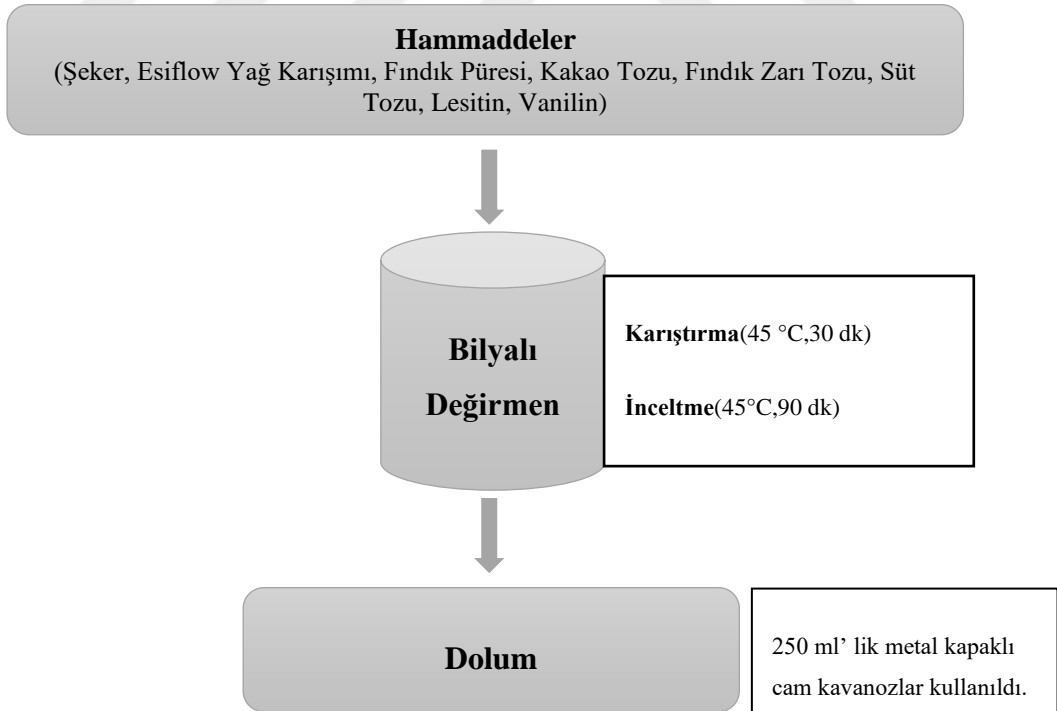 Hammaddeler
(Şeker, Esiflow Yağ Karışımı, Fındık Püresi, Kakao Tozu, Fındık Zarı Tozu, Süt
Tozu, Lesitin, Vanilin)
Bilyalı
Değirmen
Karıştırma(45 °C,30 dk)
İnceltme(45°C,90 dk)
Dolum
250 ml’ lik metal kapaklı
cam kavanozlar kullanıldı.